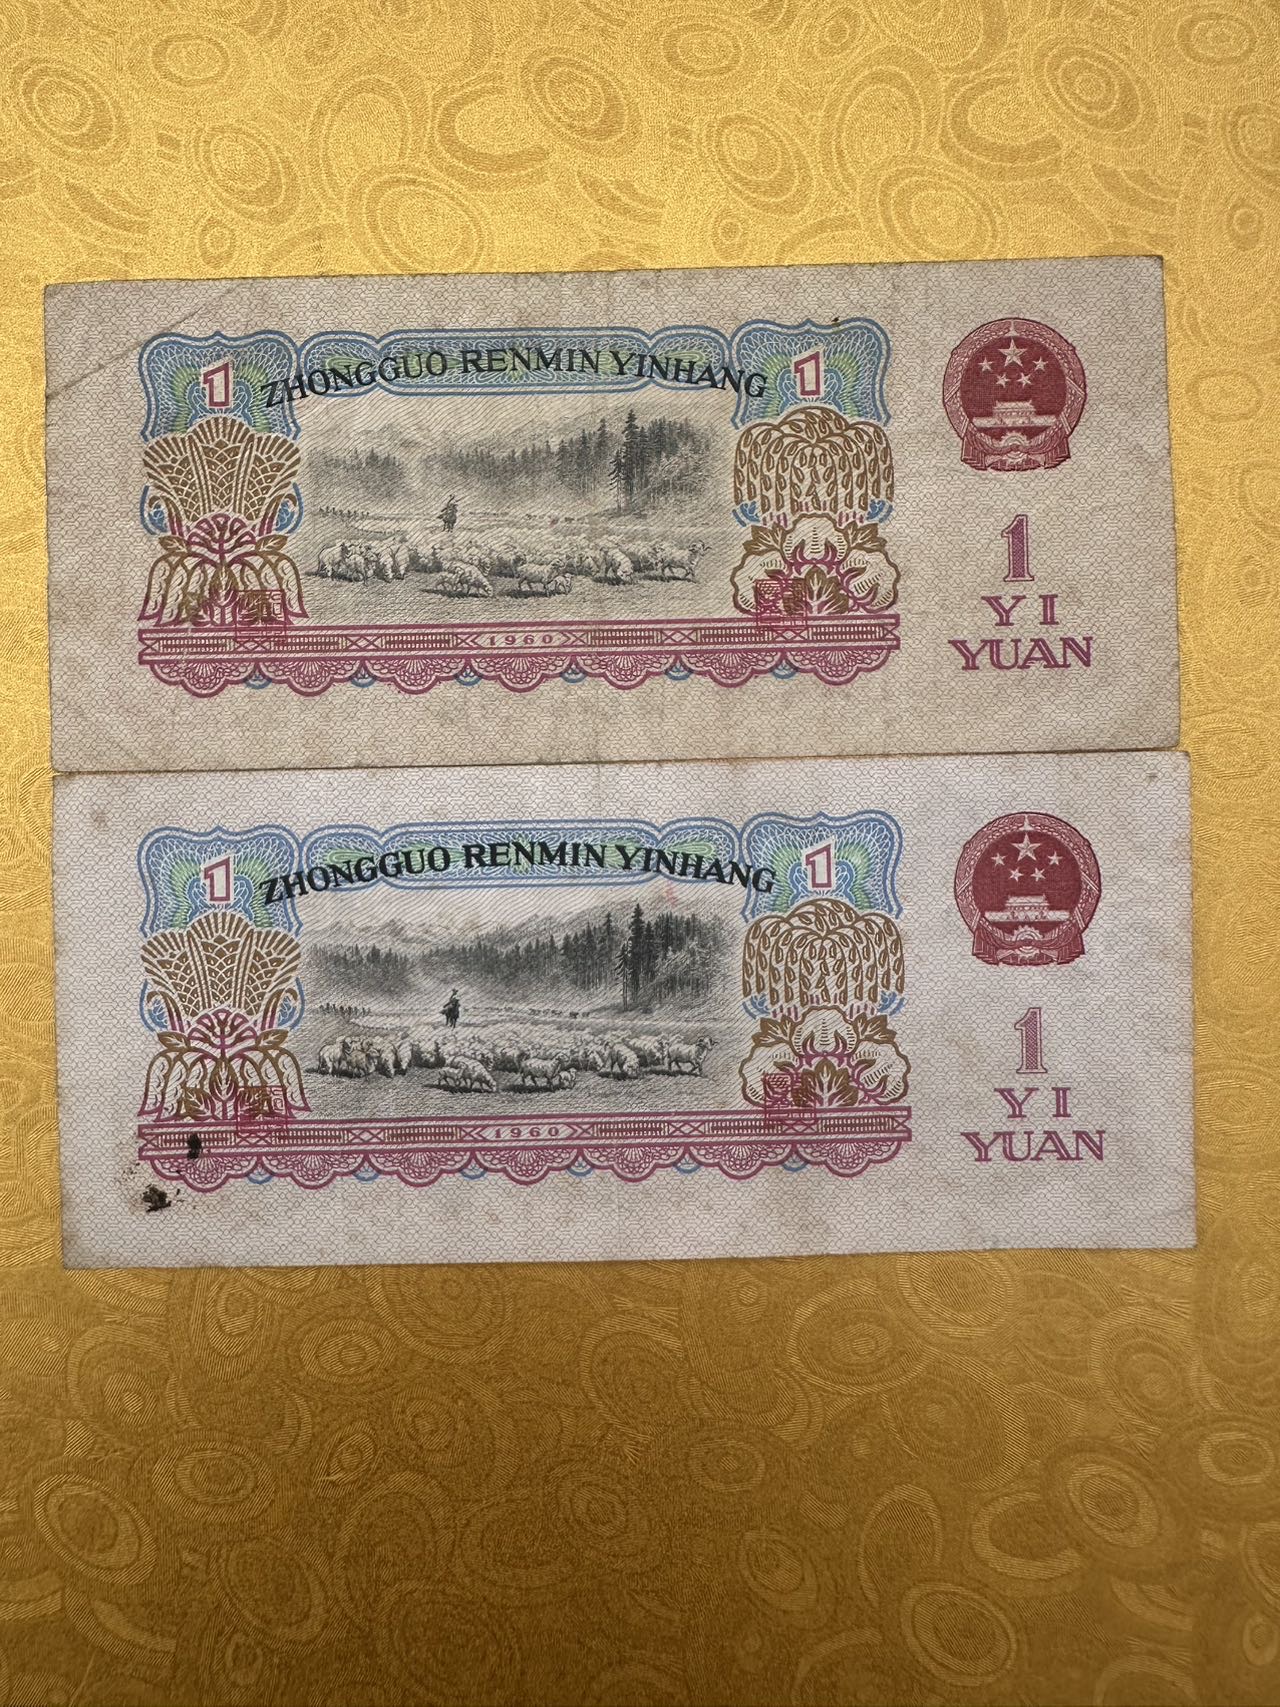 1 ZHONGGUO RENMIN YINHANG 1
1960
1
YI
YUAN
1 ZHONGGUO RENMIN YINHANG 1
1960
1
YI
YUAN